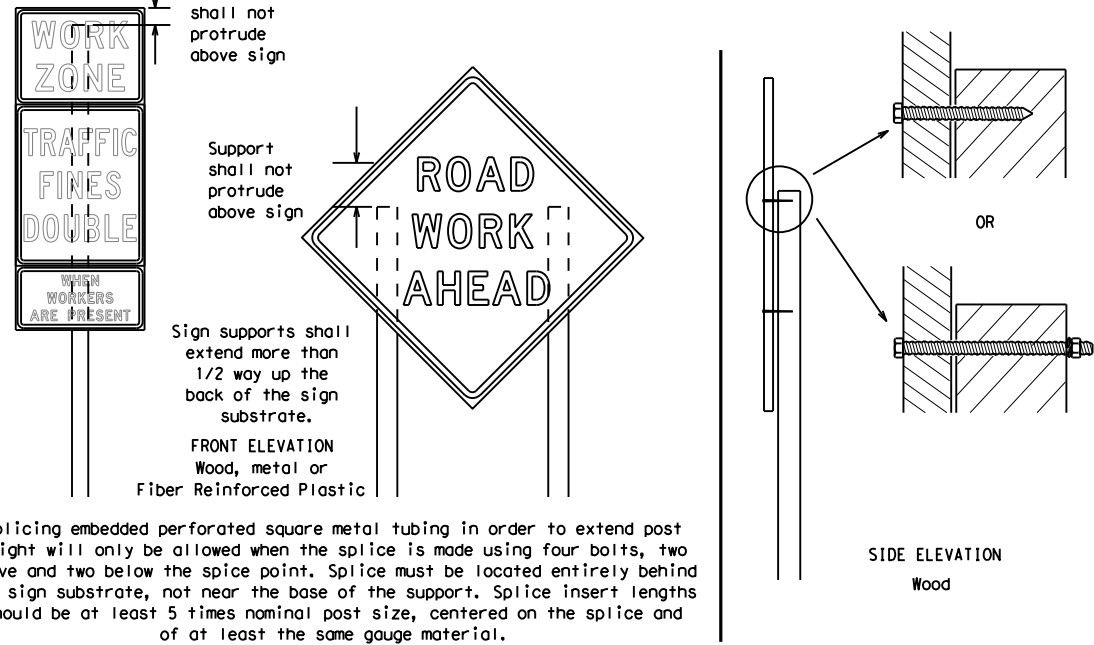 shall not
protrude
above sign
WORK
ZONE
TRAFFIC
FINES
DOUBLE
WHEN
WORKERS
ARE PRESENT
Support
shall not
protrude
above sign
ROAD
WORK
AHEAD
Sign supports shall
extend more than
1/2 way up the
back of the sign
substrate.
FRONT ELEVATION
Wood, metal or
Fiber Reinforced Plastic
plicing embedded perforated square metal tubing in order to extend post
ight will only be allowed when the splice is made using four bolts, two
ve and two below the spice point. Splice must be located entirely behind
sign substrate, not near the base of the support. Splice insert lengths
ould be at least 5 times nominal post size, centered on the splice and
of at least the same gauge material.
OR
SIDE ELEVATION
Wood